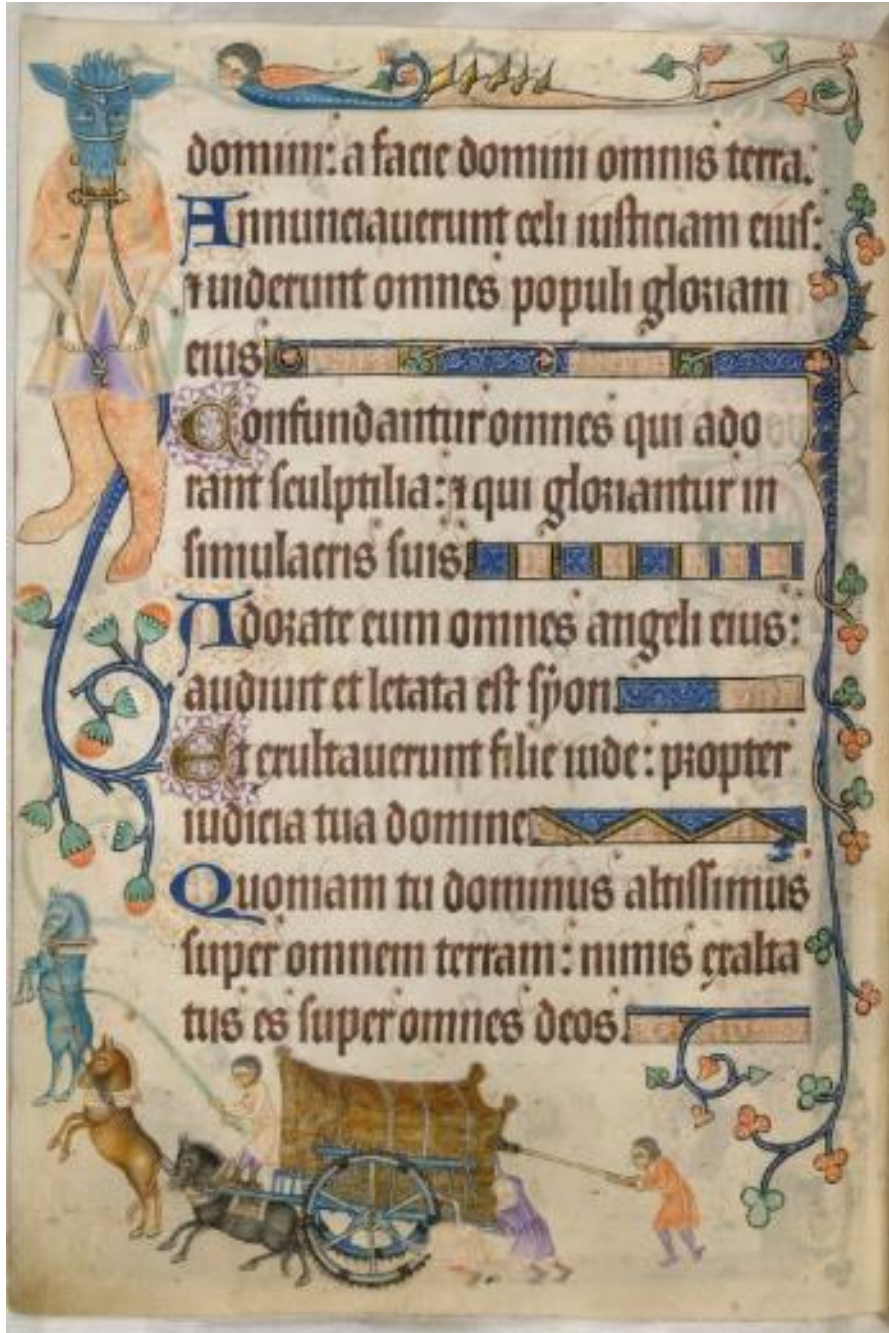 domini: a facie domini omnis terra.
Annunciauerunt celi iusticiam eius:
⁊ uiderunt omnes populi gloriam
eius
Confundantur omnes qui ado
rant sculptilia: ⁊ qui gloriantur in
simulacris suis.
Adorate eum omnes angeli eius:
audiuit et letata est syon.
Et exultauerunt filie iude: propter
iudicia tua domine
Quoniam tu dominus altissimus
super omnem terram: nimis exalta
tus es super omnes deos.